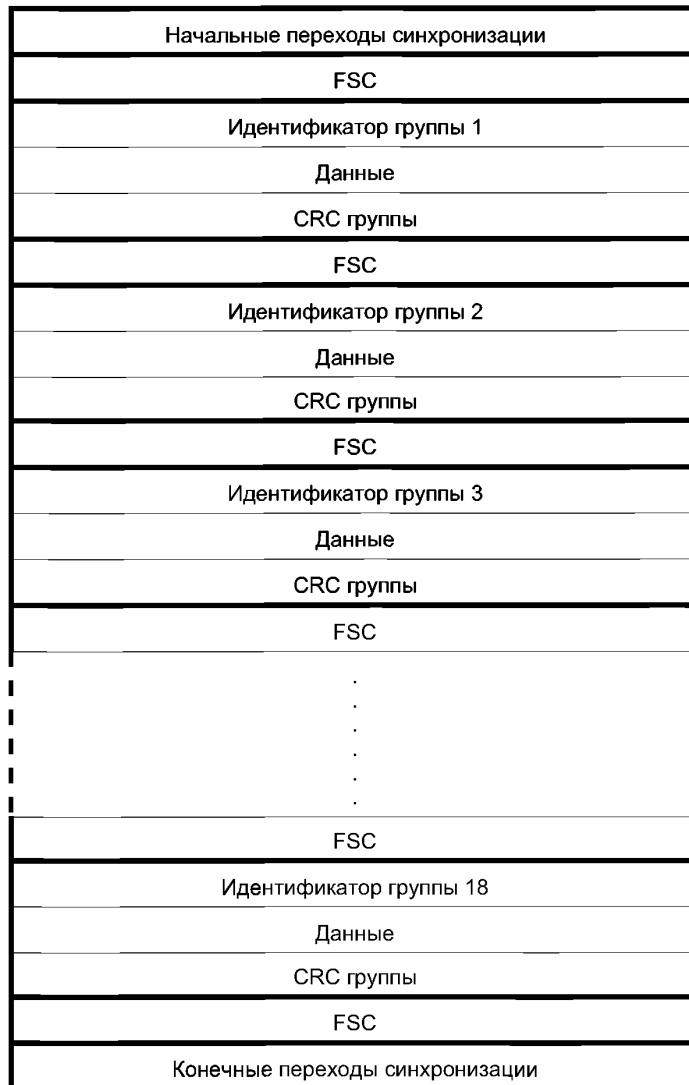 Начальные переходы синхронизации
FSC
Идентификатор группы 1
Данные
CRC группы
FSC
Идентификатор группы 2
Данные
CRC группы
FSC
Идентификатор группы 3
Данные
CRC группы
FSC
.
.
.
.
.
.
FSC
Идентификатор группы 18
Данные
CRC группы
FSC
Конечные переходы синхронизации